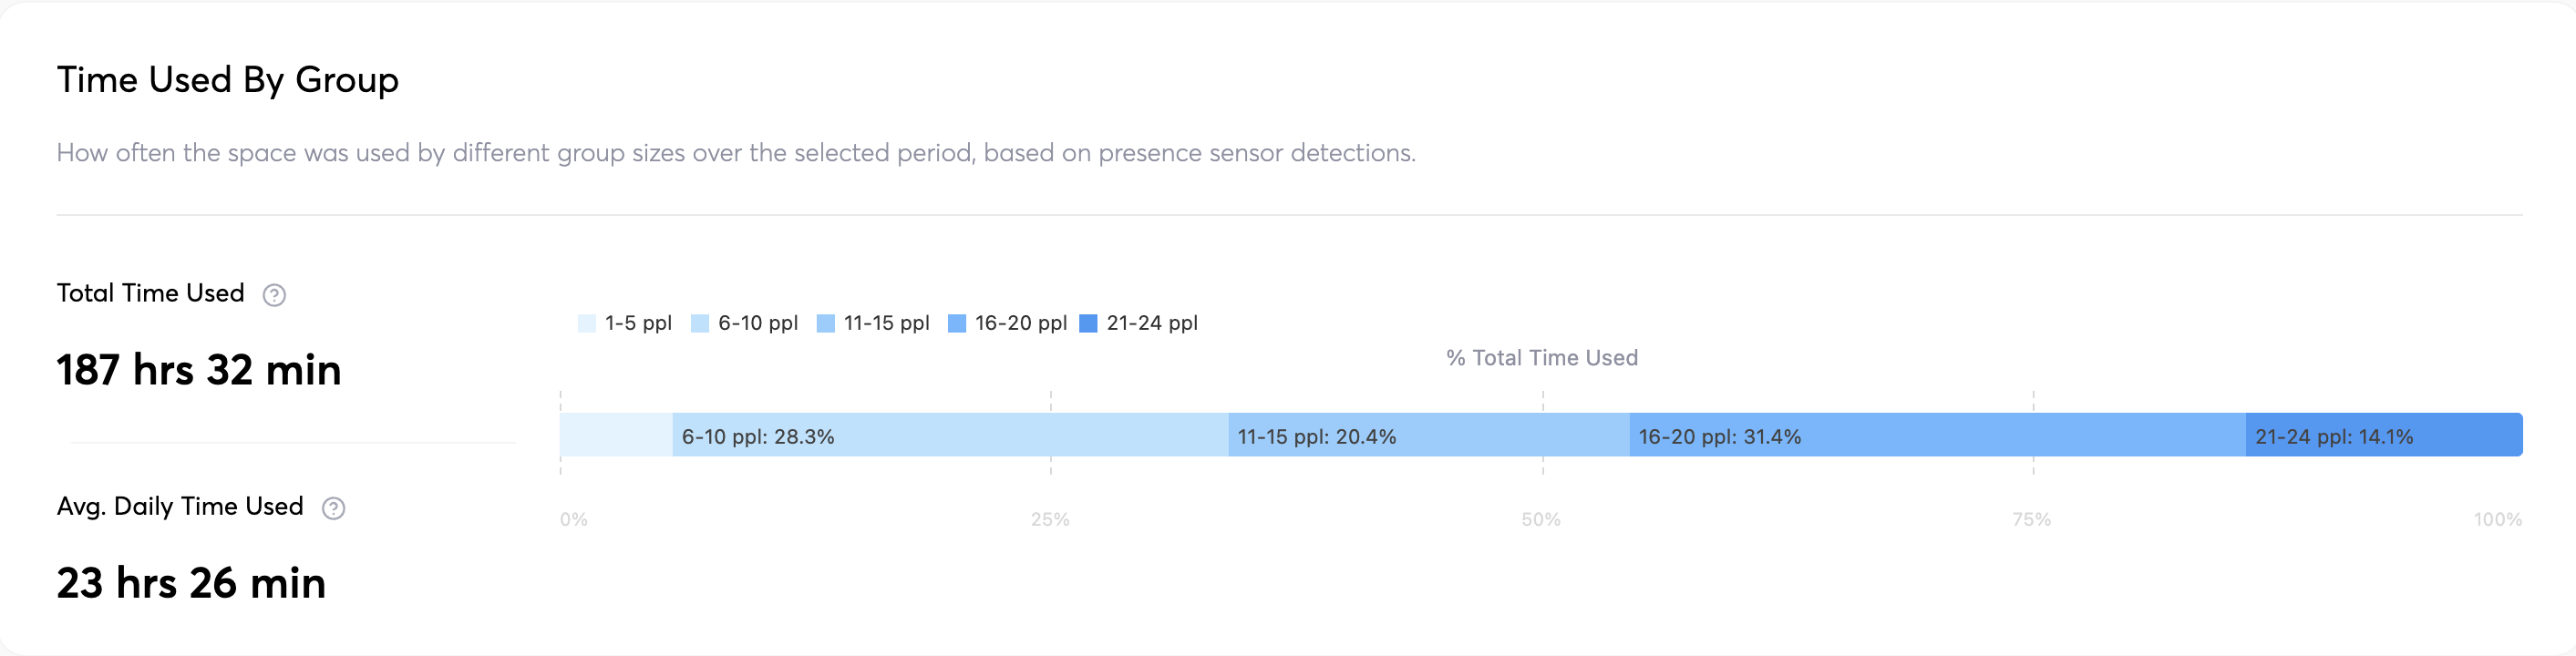 Time Used By Group
How often the space was used by different group sizes over the selected period, based on presence sensor detections.
Total Time Used ?
187 hrs 32 min
Avg. Daily Time Used ?
23 hrs 26 min
1-5 ppl 6-10 ppl 11-15 ppl 16-20 ppl 21-24 ppl
% Total Time Used
6-10 ppl: 28.3% 11-15 ppl: 20.4% 16-20 ppl: 31.4% 21-24 ppl: 14.1%
0% 25% 50% 75% 100%